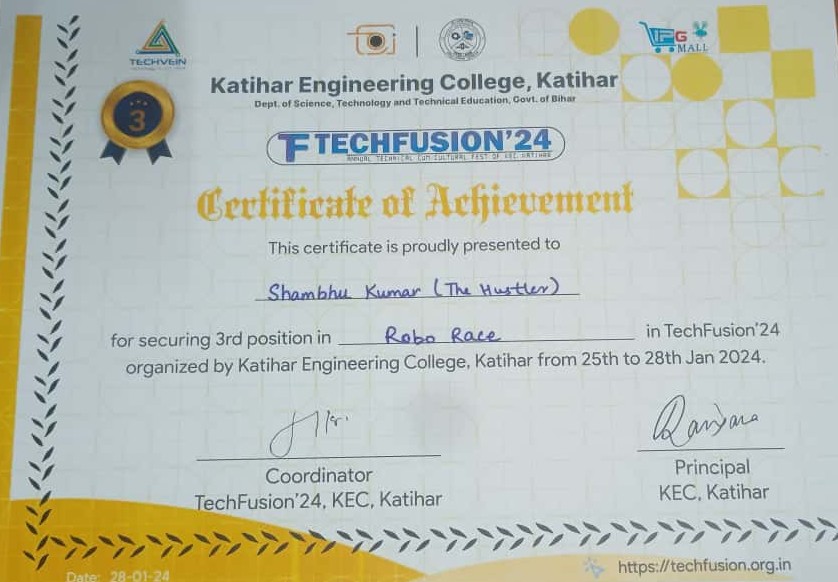 TECHVEIN
IPG
MALL
3
Katihar Engineering College, Katihar
Dept. of Science, Technology and Technical Education, Govt. of Bihar
TF TECHFUSION'24
ANNUAL TECHNICAL CUM CULTURAL FEST OF KEC KATIHAR
Certificate of Achievement
This certificate is proudly presented to
Shambhu Kumar (The Hustler)
for securing 3rd position in Robo Race in TechFusion'24
organized by Katihar Engineering College, Katihar from 25th to 28th Jan 2024.
Coordinator
TechFusion'24, KEC, Katihar
Principal
KEC, Katihar
Date: 28-01-24
https://techfusion.org.in